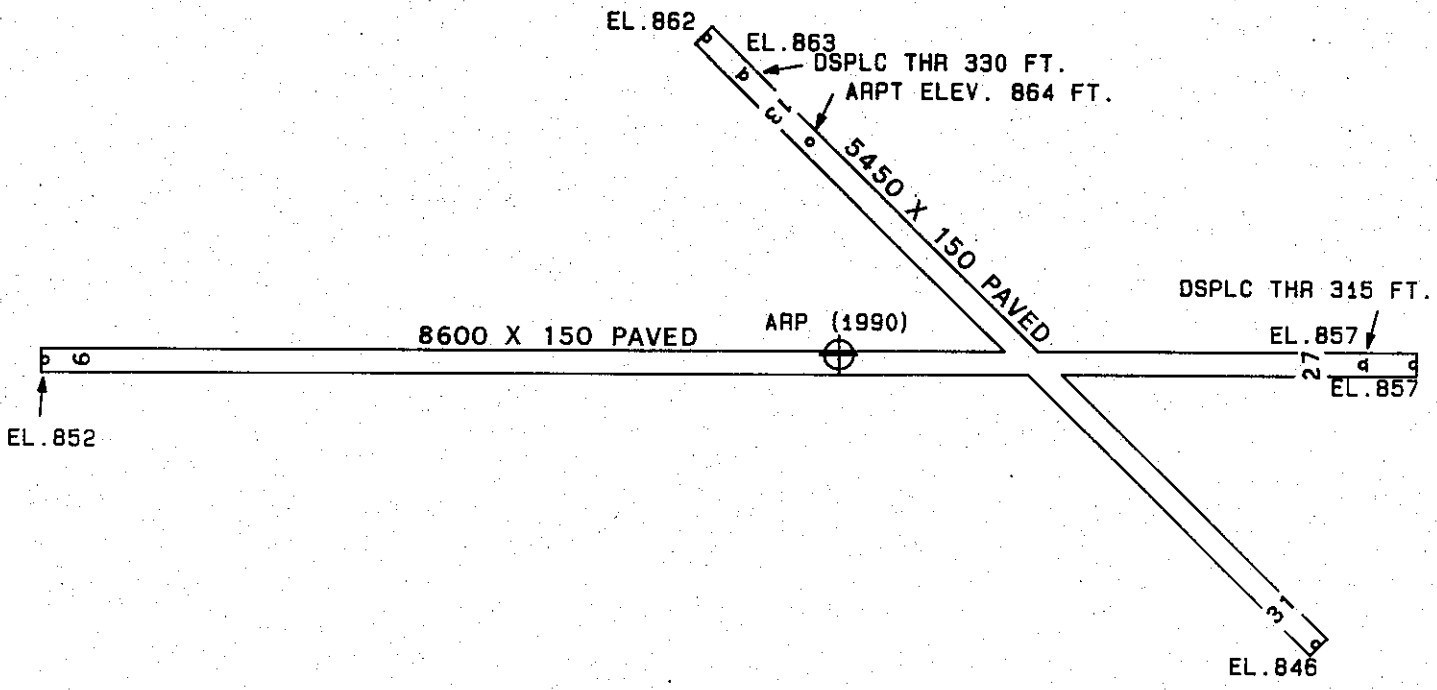 EL.862
EL.863
DSPLC THR 330 FT.
ARPT ELEV. 864 FT.
13
5450 X 150 PAVED
DSPLC THR 315 FT.
8600 X 150 PAVED
ARP (1990)
EL.857
9
27
EL.857
EL.852
31
EL.846